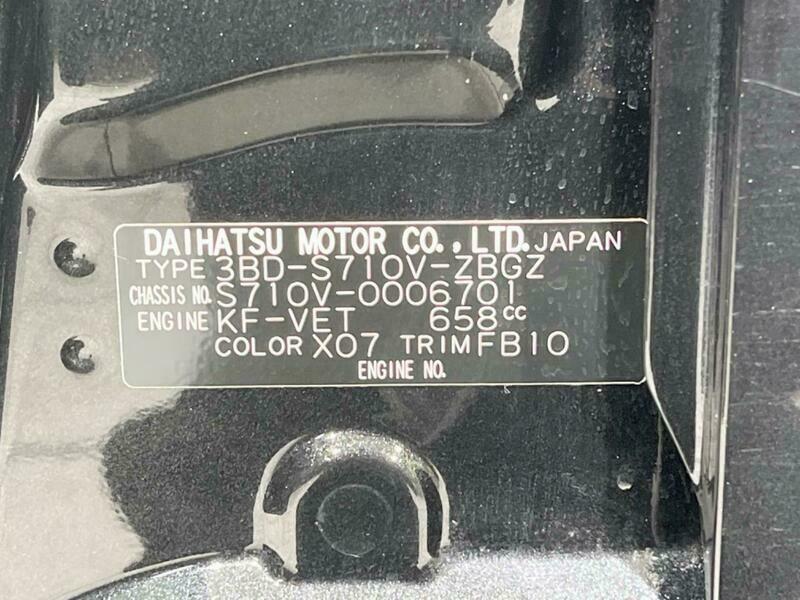 DAIHATSU MOTOR CO.,LTD. JAPAN
TYPE 3BD-S710V-ZBGZ
CHASSIS NO. S710V-0006701
ENGINE KF-VET 658cc
COLOR X07 TRIM FB10
ENGINE NO.